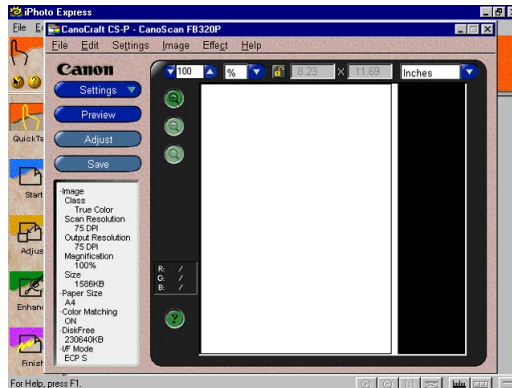 iPhoto Express
File
CanoCraft CS-P - CanoScan FB320P
File Edit Settings Image Effect Help
Canon
100 % 8.23 × 11.69 Inches
Settings
Preview
Adjust
Save
QuickTa
Start
Adjus
Enhan
Finish
·Image
Class
True Color
Scan Resolution
75 DPI
Output Resolution
75 DPI
Magnification
100%
Size
1586KB
·Paper Size
A4
·Color Matching
ON
·DiskFree
230640KB
·I/F Mode
ECP S
R: /
G: /
B: /
?
For Help, press F1.